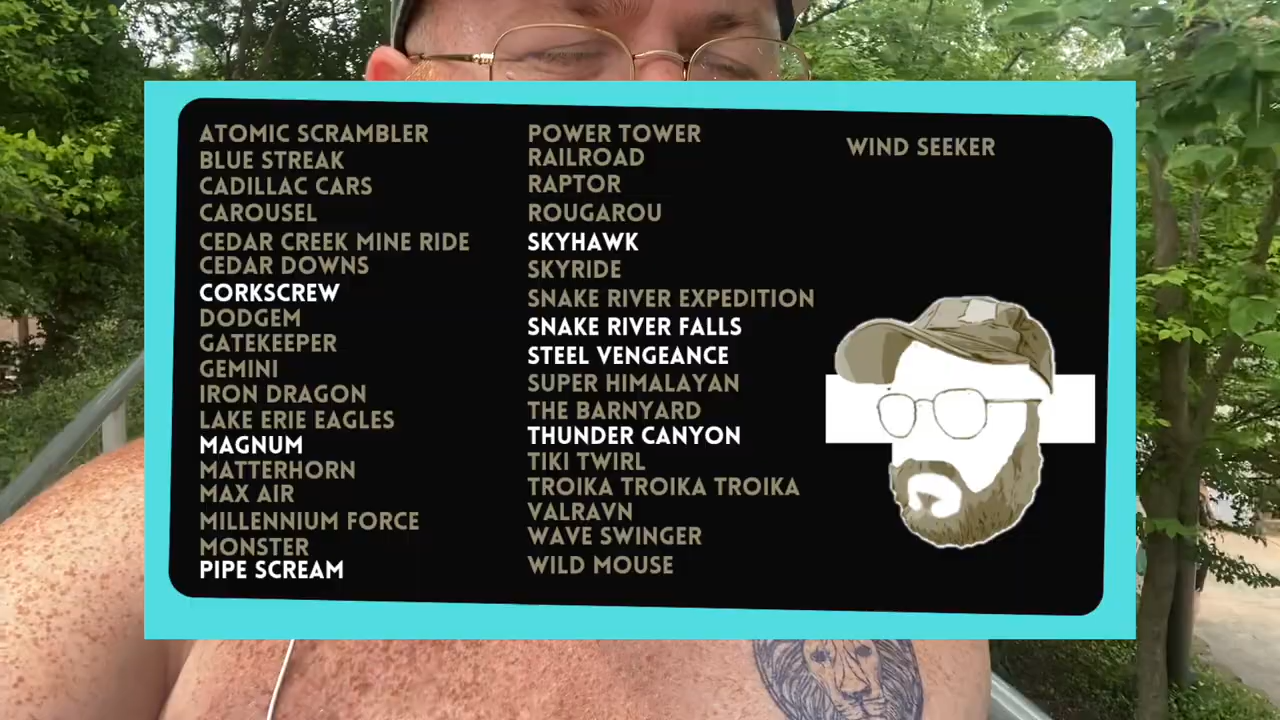 ATOMIC SCRAMBLER
BLUE STREAK
CADILLAC CARS
CAROUSEL
CEDAR CREEK MINE RIDE
CEDAR DOWNS
CORKSCREW
DODGEM
GATEKEEPER
GEMINI
IRON DRAGON
LAKE ERIE EAGLES
MAGNUM
MATTERHORN
MAX AIR
MILLENNIUM FORCE
MONSTER
PIPE SCREAM
POWER TOWER
RAILROAD
RAPTOR
ROUGAROU
SKYHAWK
SKYRIDE
SNAKE RIVER EXPEDITION
SNAKE RIVER FALLS
STEEL VENGEANCE
SUPER HIMALAYAN
THE BARNYARD
THUNDER CANYON
TIKI TWIRL
TROIKA TROIKA TROIKA
VALRAVN
WAVE SWINGER
WILD MOUSE
WIND SEEKER